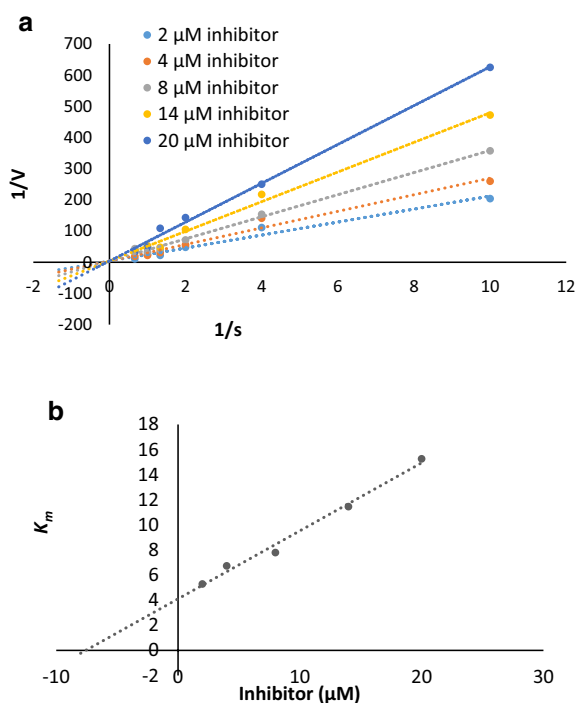 a
700
600
500
400
300
200
100
0
-100
-200
1/V
2 µM inhibitor
4 µM inhibitor
8 µM inhibitor
14 µM inhibitor
20 µM inhibitor
-2 0 2 4 6 8 10 12
1/s
b
18
16
14
12
10
8
6
4
2
0
-2
Km
-10 0 10 20 30
Inhibitor (µM)